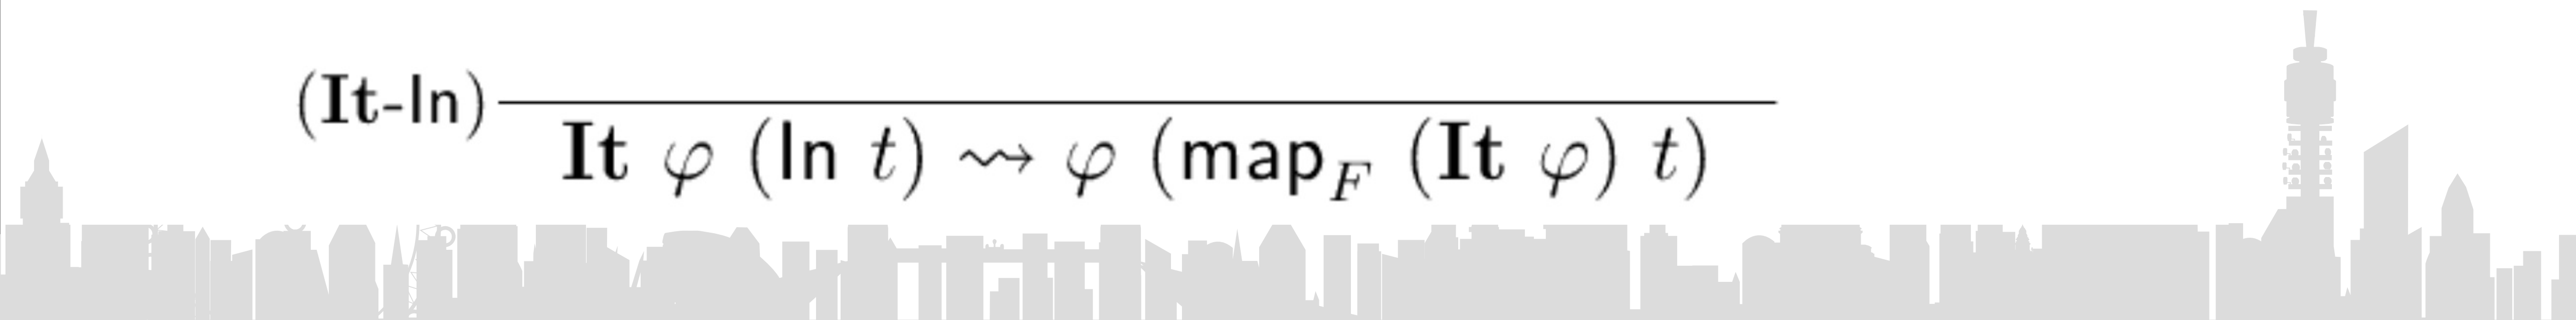 (It-In)
It φ (In t) ⇝ φ (map_F (It φ) t)